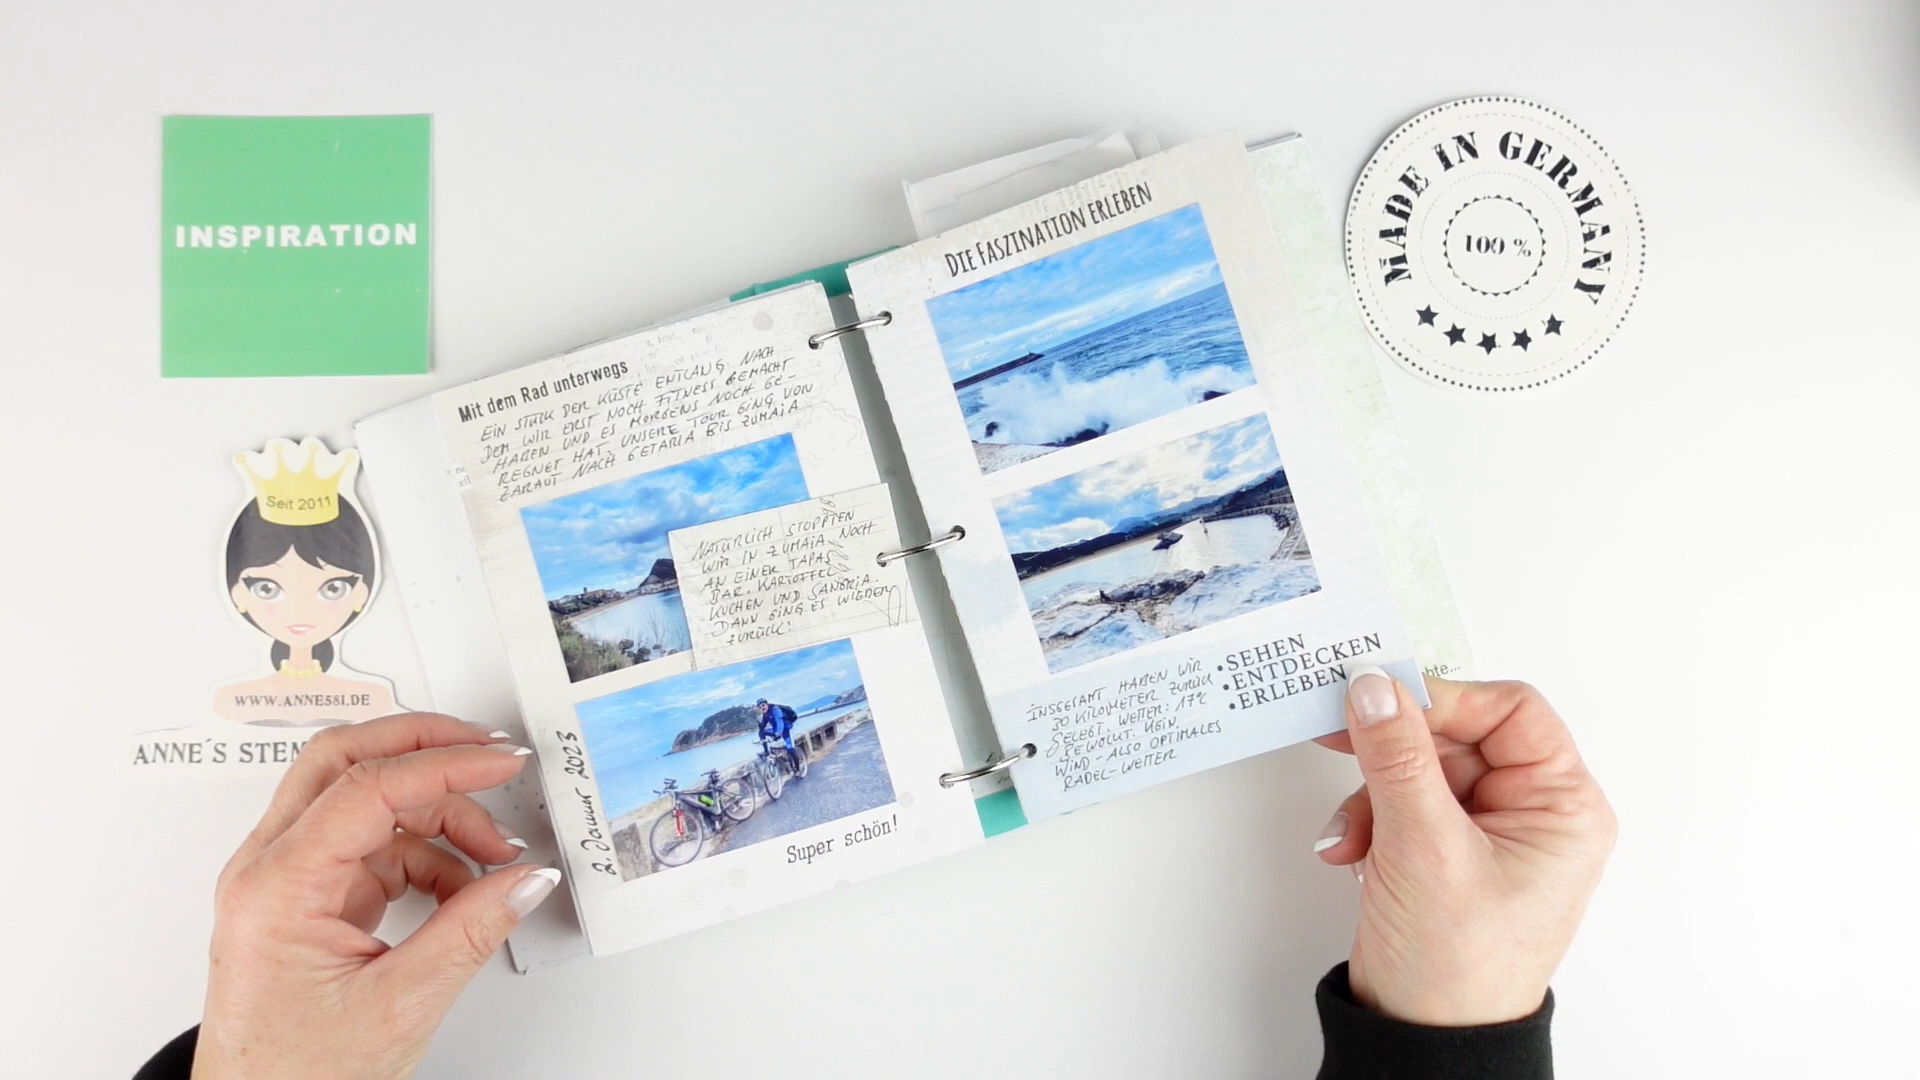 INSPIRATION
MADE IN GERMANY
100 %
Seit 2011
WWW.ANNE581.DE
ANNE´S STEM
Mit dem Rad unterwegs
EIN STÜCK DER KÜSTE ENTLANG, NACH
DEM WIR ERST NOCH FITNESS GEMACHT
HABEN UND ES MORGENS NOCH GE-
REGNET HAT. UNSERE TOUR GING VON
ZARAUT NACH GETARIA BIS ZUMAIA
NATÜRLICH STOPPTEN
WIR IN ZUMAIA NOCH
AN EINER TAPAS
BAR. KARTOFFEL
KUCHEN UND SANGRIA.
DANN GING ES WIEDER
ZURÜCK!
2. Januar 2023
Super schön!
DIE FASZINATION ERLEBEN
INSGESAMT HABEN WIR
30 KILOMETER ZURÜCK
GELEGT. WETTER: 17°C
BEWÖLKT. KEIN
WIND - ALSO OPTIMALES
RADEL-WETTER
•SEHEN
•ENTDECKEN
•ERLEBEN
bte...